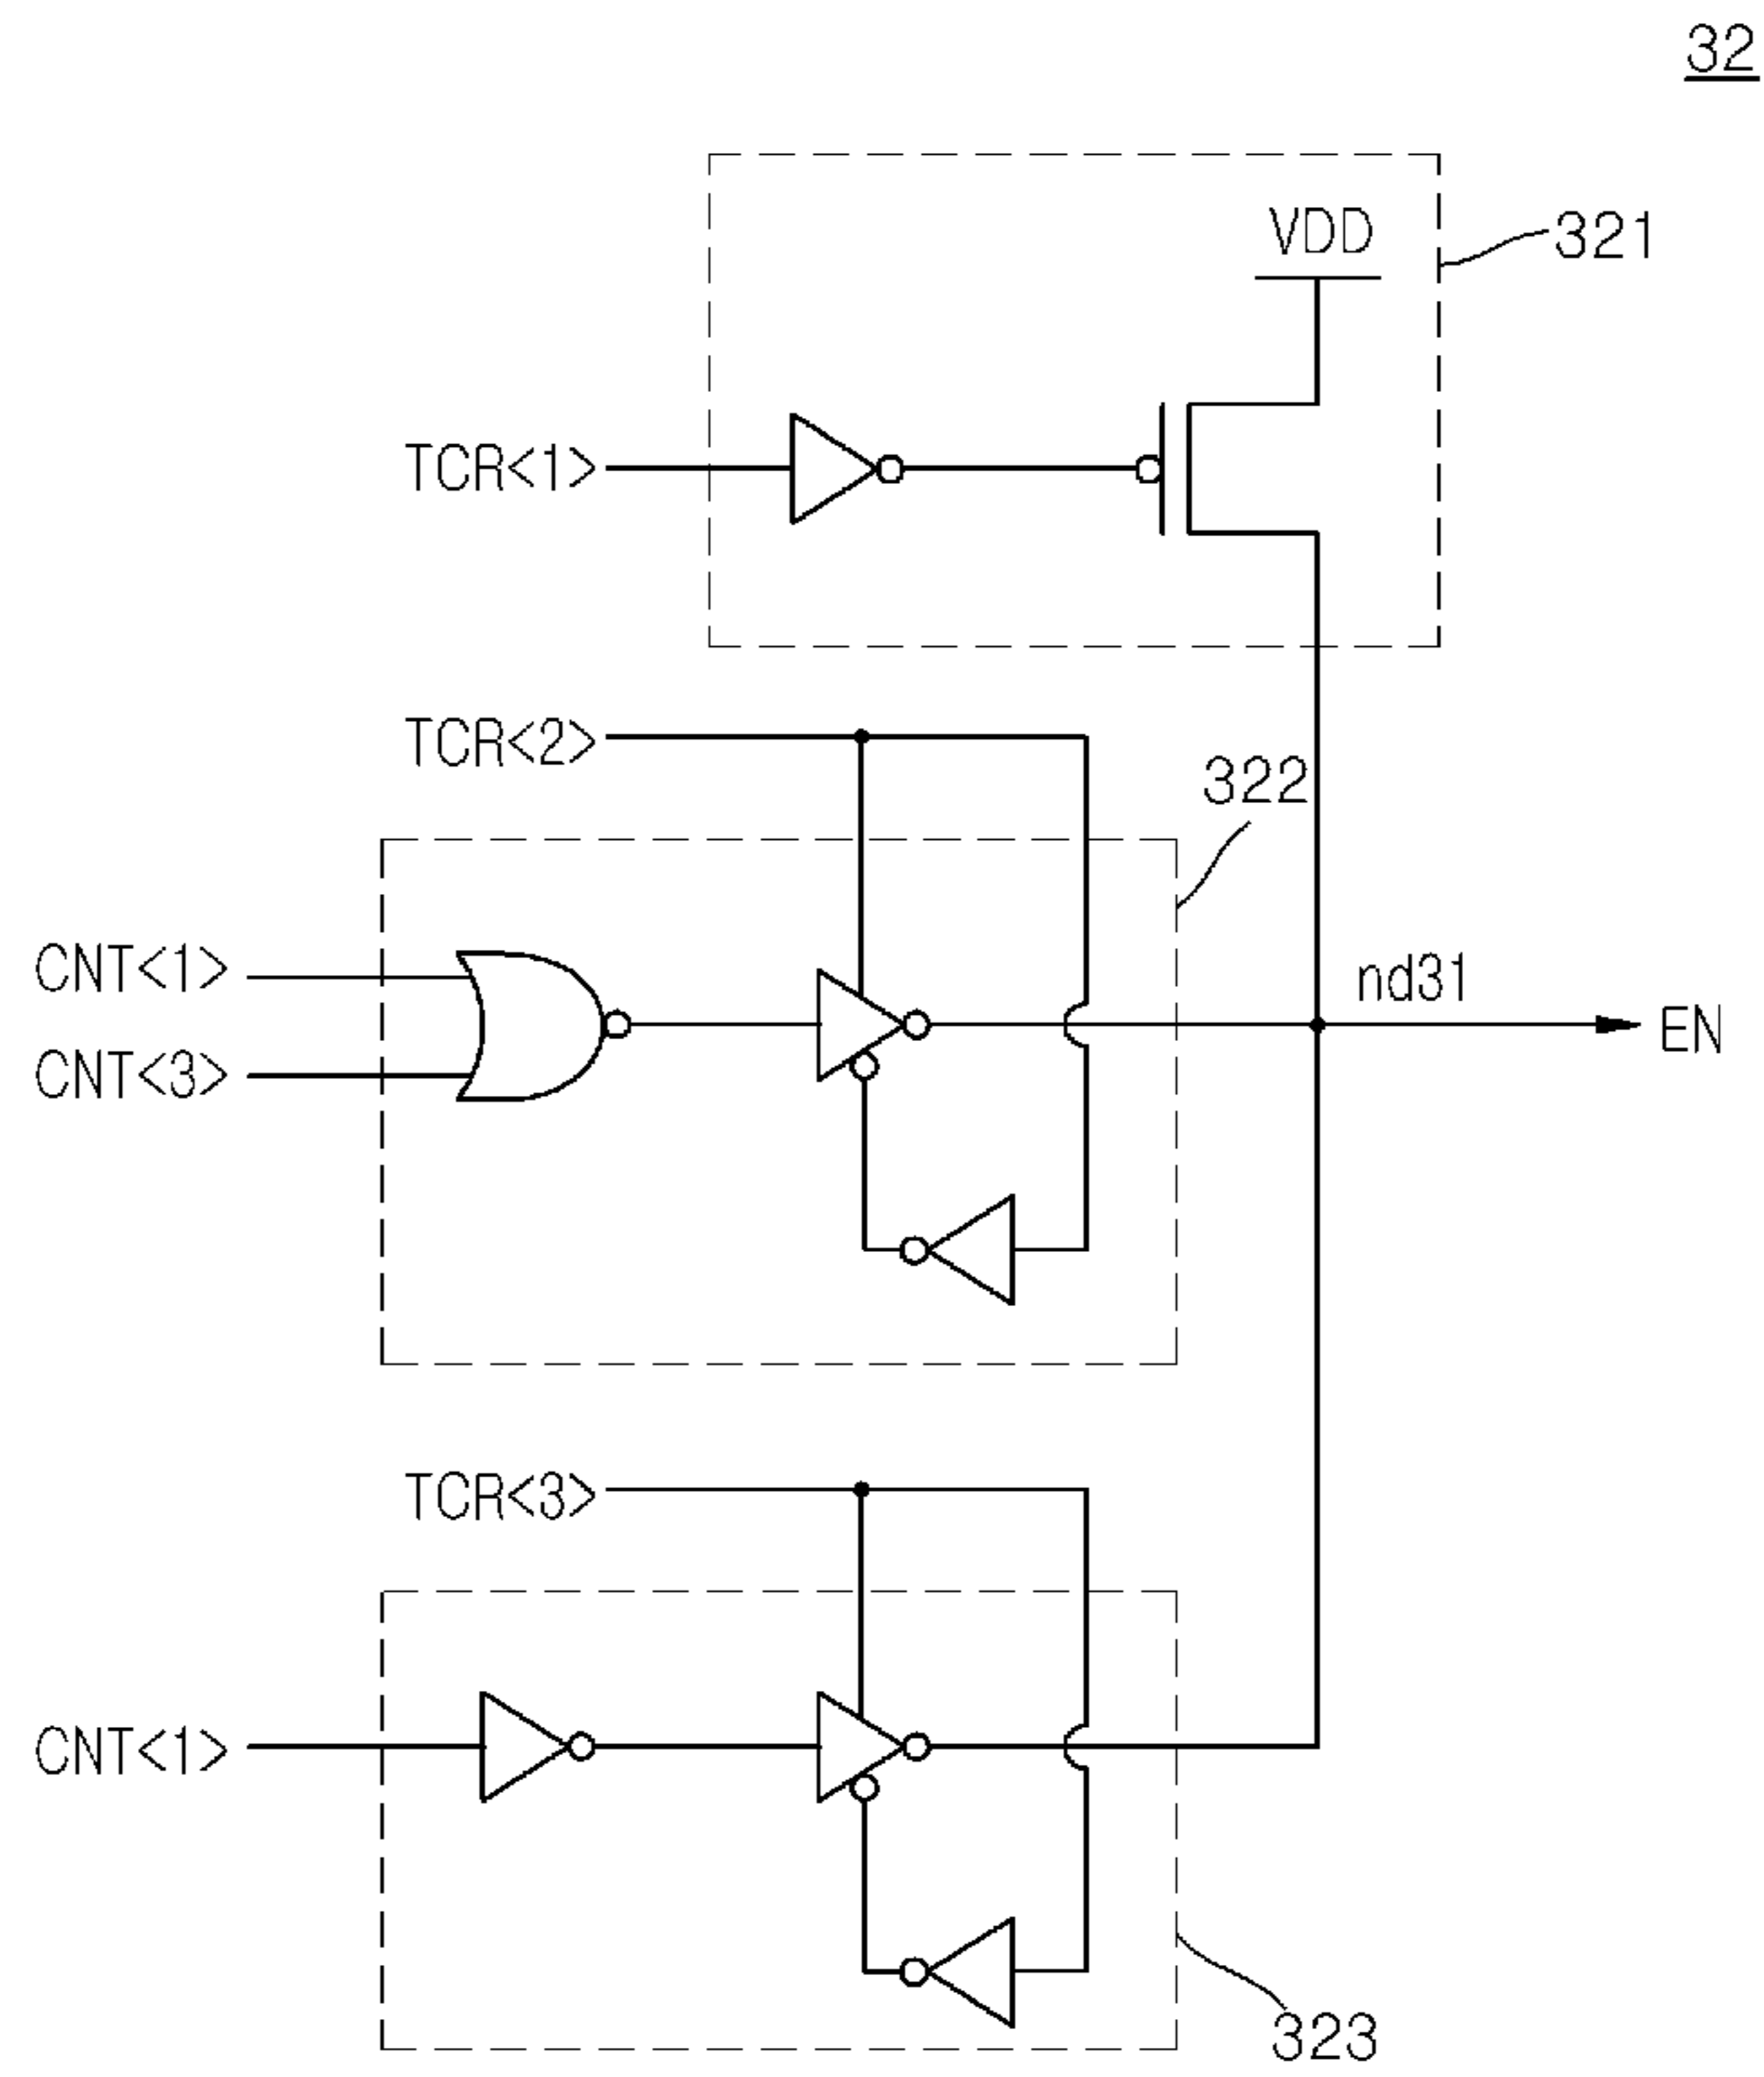 32
VDD
321
TCR<1>
TCR<2>
322
CNT<1>
nd31
EN
CNT<3>
TCR<3>
CNT<1>
323